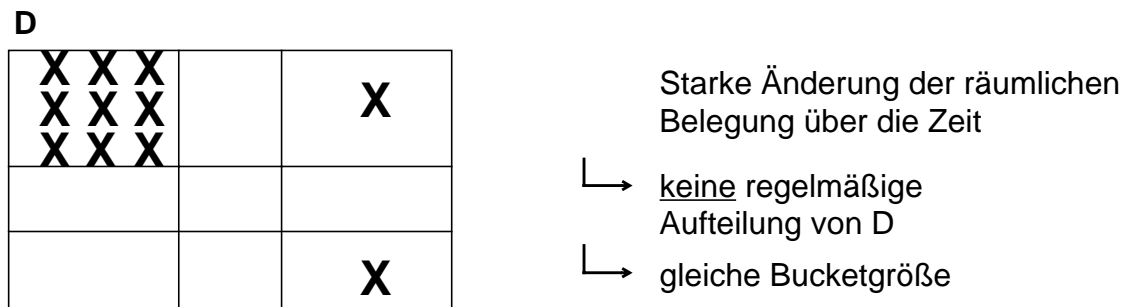 D
X X X
X X X
X X X
X
X
Starke Änderung der räumlichen
Belegung über die Zeit
keine regelmäßige
Aufteilung von D
gleiche Bucketgröße